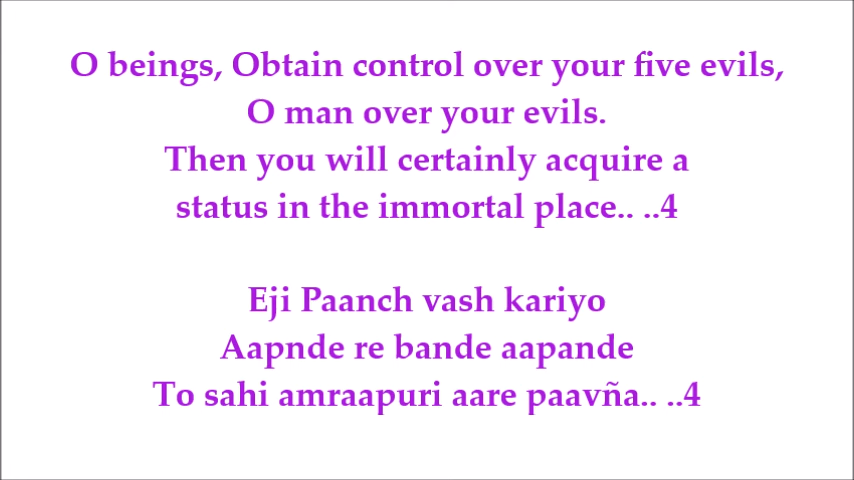 O beings, Obtain control over your five evils,
O man over your evils.
Then you will certainly acquire a
status in the immortal place.. ..4
Eji Paanch vash kariyo
Aapnde re bande aapande
To sahi amraapuri aare paavña.. ..4